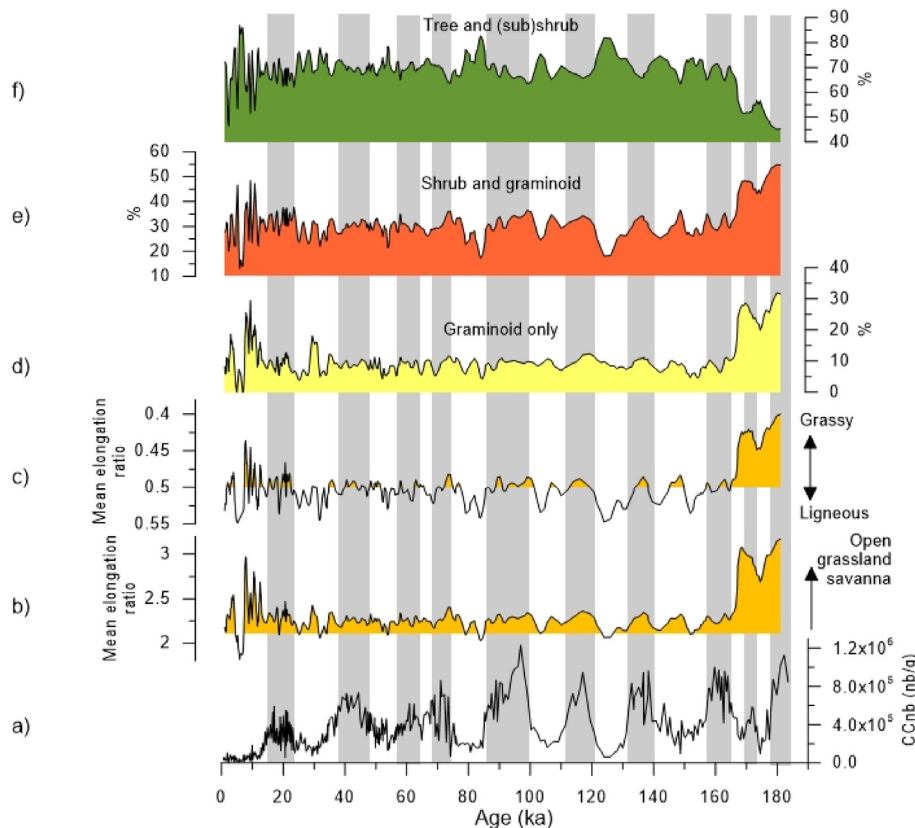 f)
Tree and (sub)shrub
90
80
70
60
50
40
%
e)
Shrub and graminoid
60
50
40
30
20
10
%
d)
Graminoid only
40
30
20
10
0
%
c)
Mean elongation
ratio
0.4
0.45
0.5
0.55
Grassy
Ligneous
b)
Mean elongation
ratio
3
2.5
2
Open
grassland
savanna
a)
1.2x10⁶
8.0x10⁵
4.0x10⁵
0.0
CCnb (nb/g)
0 20 40 60 80 100 120 140 160 180
Age (ka)